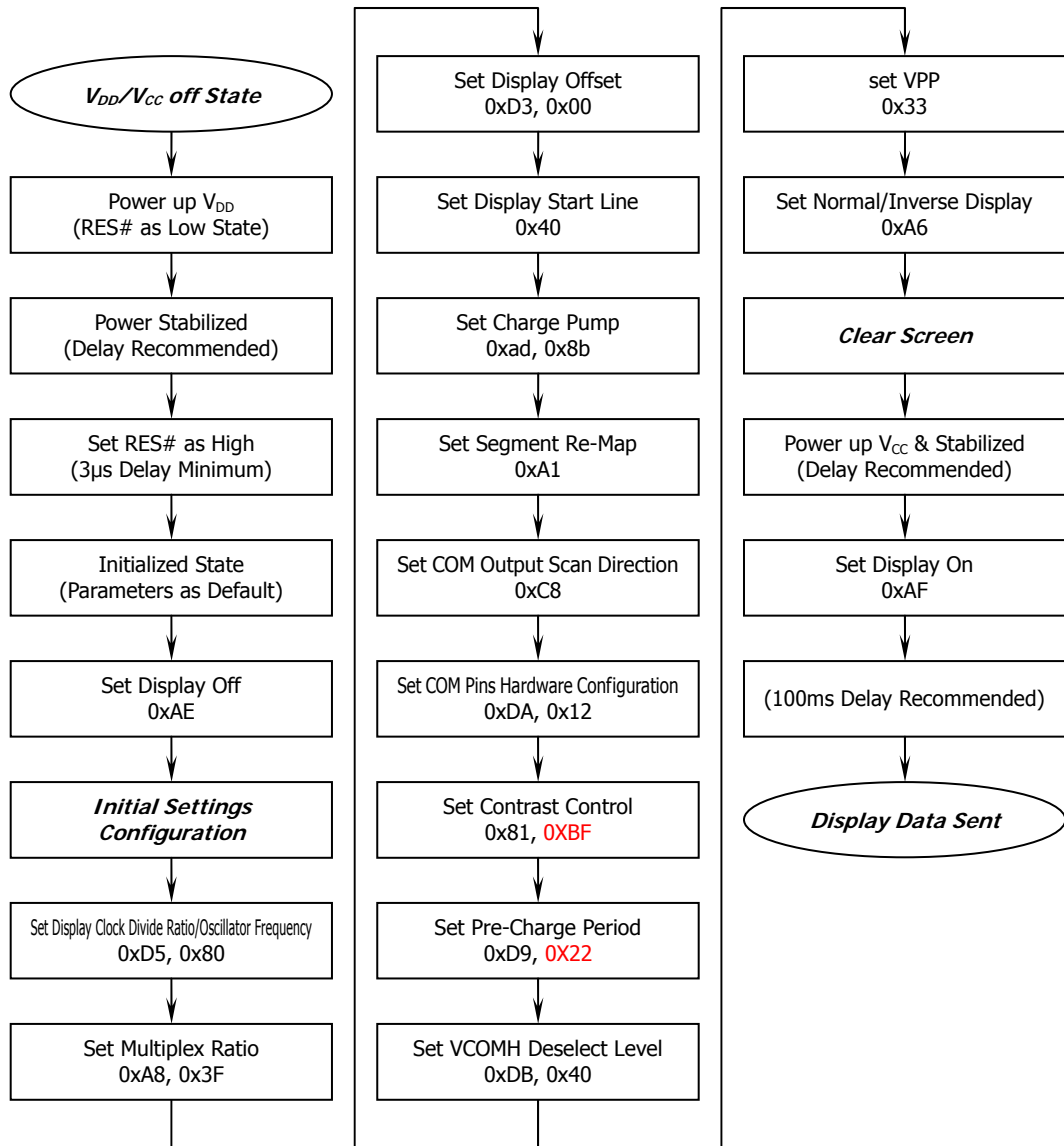 V_DD/V_CC off State
Power up V_DD
(RES# as Low State)
Power Stabilized
(Delay Recommended)
Set RES# as High
(3μs Delay Minimum)
Initialized State
(Parameters as Default)
Set Display Off
0xAE
Initial Settings
Configuration
Set Display Clock Divide Ratio/Oscillator Frequency
0xD5, 0x80
Set Multiplex Ratio
0xA8, 0x3F
Set Display Offset
0xD3, 0x00
Set Display Start Line
0x40
Set Charge Pump
0xad, 0x8b
Set Segment Re-Map
0xA1
Set COM Output Scan Direction
0xC8
Set COM Pins Hardware Configuration
0xDA, 0x12
Set Contrast Control
0x81, 0XBF
Set Pre-Charge Period
0xD9, 0X22
Set VCOMH Deselect Level
0xDB, 0x40
set VPP
0x33
Set Normal/Inverse Display
0xA6
Clear Screen
Power up V_CC & Stabilized
(Delay Recommended)
Set Display On
0xAF
(100ms Delay Recommended)
Display Data Sent